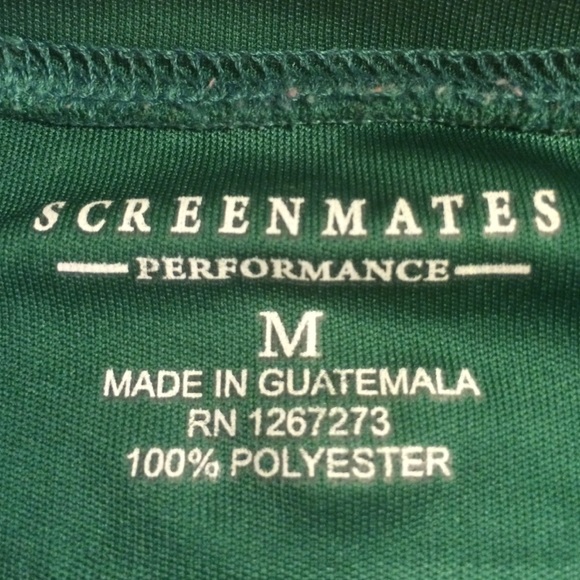 SCREENMATES
PERFORMANCE
M
MADE IN GUATEMALA
RN 1267273
100% POLYESTER